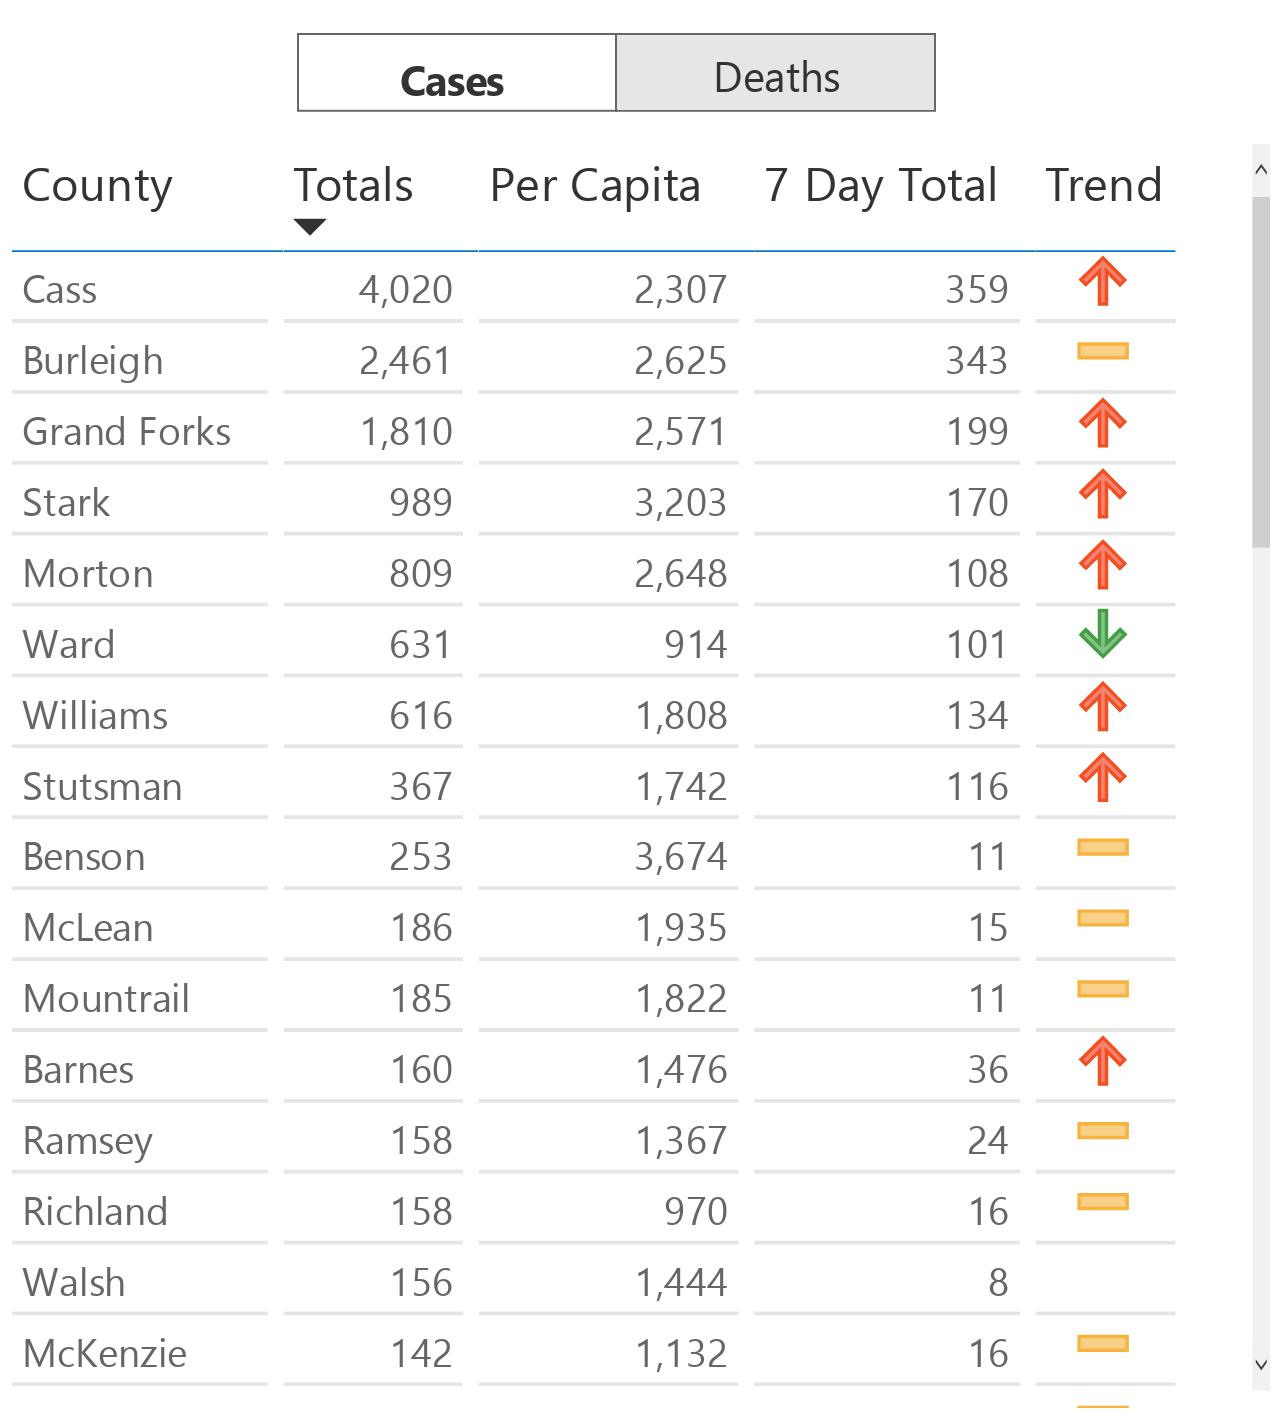 Cases Deaths
County Totals Per Capita 7 Day Total Trend
Cass 4,020 2,307 359
Burleigh 2,461 2,625 343
Grand Forks 1,810 2,571 199
Stark 989 3,203 170
Morton 809 2,648 108
Ward 631 914 101
Williams 616 1,808 134
Stutsman 367 1,742 116
Benson 253 3,674 11
McLean 186 1,935 15
Mountrail 185 1,822 11
Barnes 160 1,476 36
Ramsey 158 1,367 24
Richland 158 970 16
Walsh 156 1,444 8
McKenzie 142 1,132 16